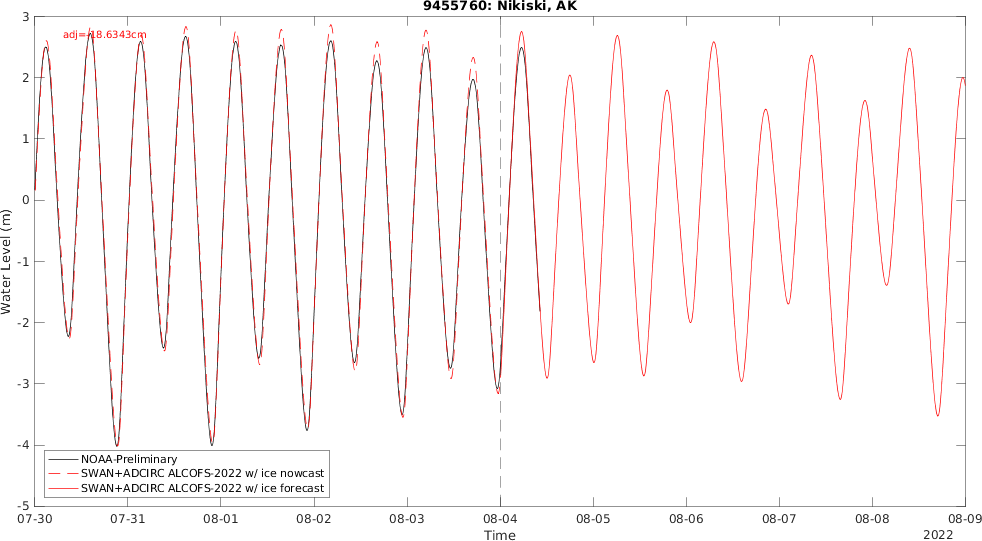 9455760: Nikiski, AK
adj=-18.6343cm
3
2
1
0
-1
-2
-3
-4
-5
Water Level (m)
NOAA-Preliminary
SWAN+ADCIRC ALCOFS-2022 w/ ice nowcast
SWAN+ADCIRC ALCOFS-2022 w/ ice forecast
07-30 07-31 08-01 08-02 08-03 08-04 08-05 08-06 08-07 08-08 08-09
Time
2022